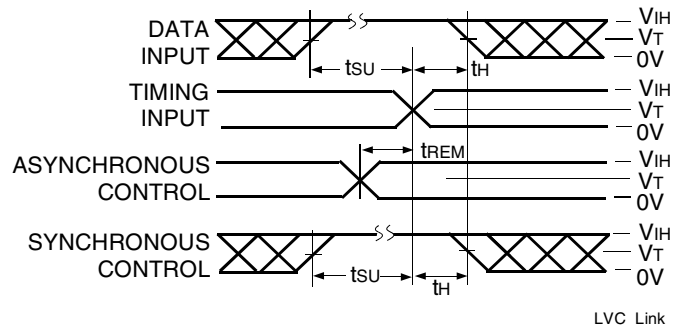 DATA
INPUT
tSU
tH
VIH
VT
0V
TIMING
INPUT
VIH
VT
0V
tREM
ASYNCHRONOUS
CONTROL
VIH
VT
0V
SYNCHRONOUS
CONTROL
tSU
tH
VIH
VT
0V
LVC Link